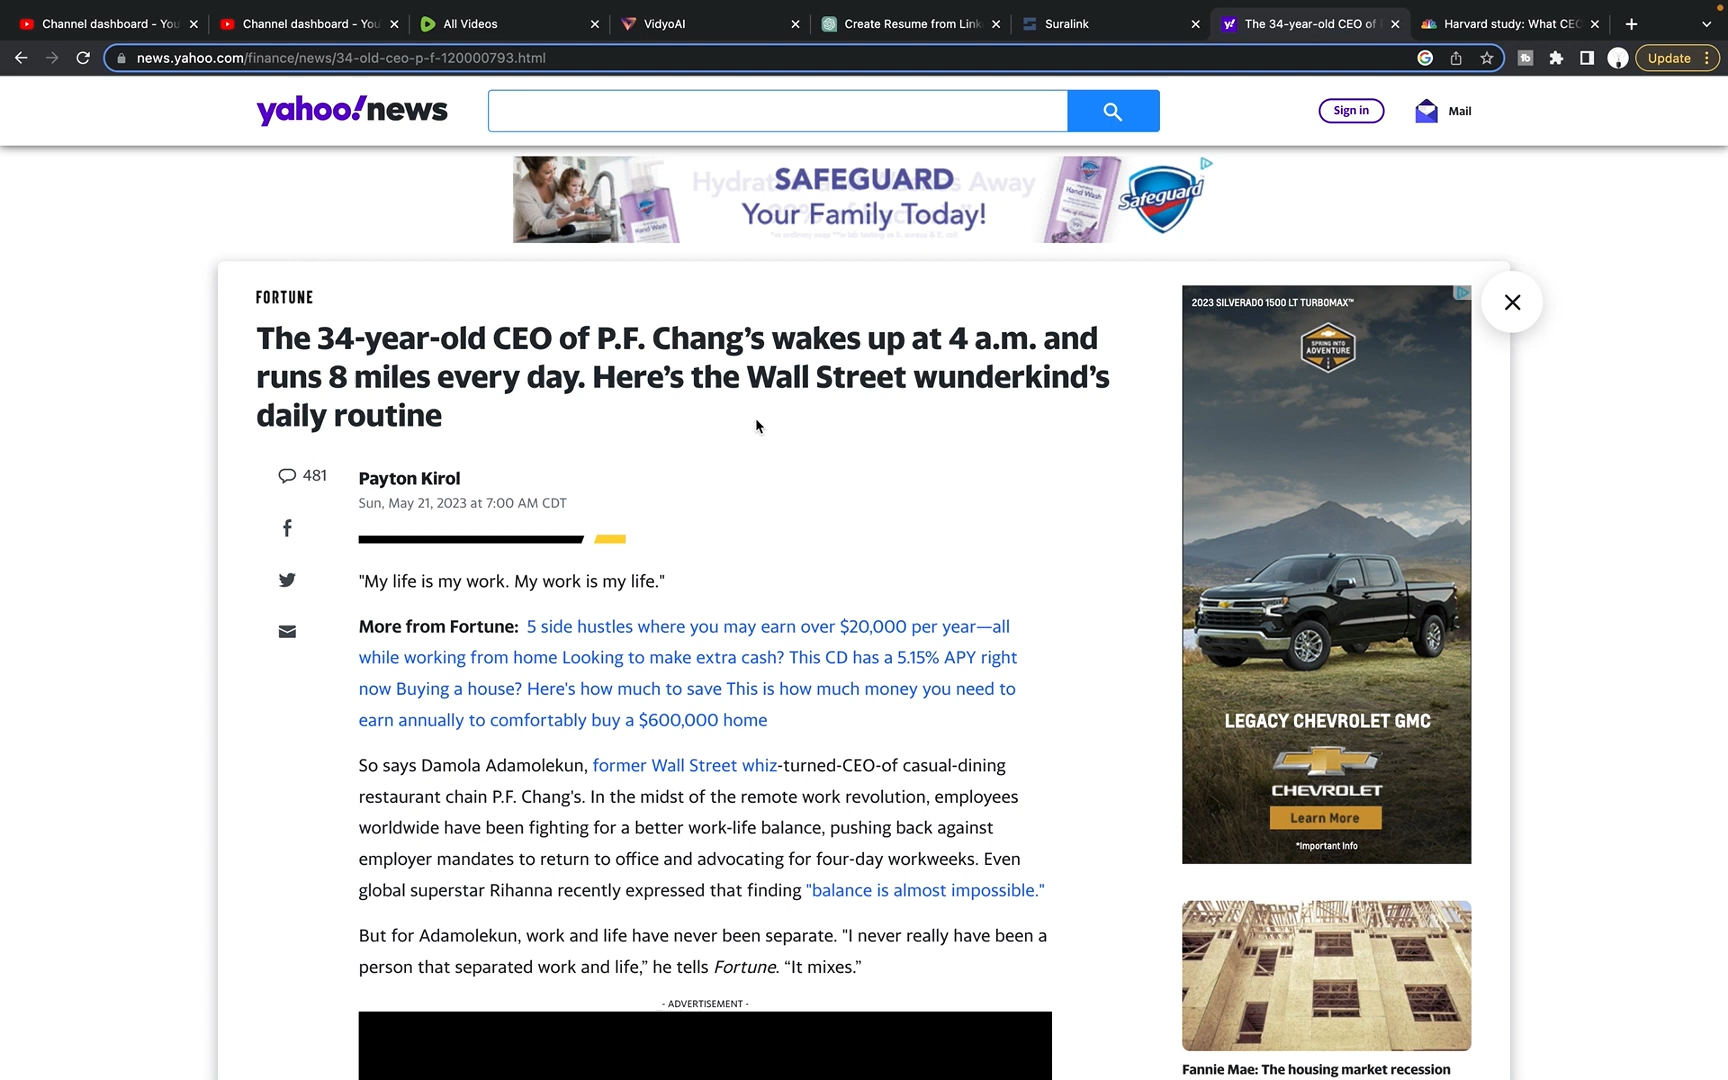 Channel dashboard - You
Channel dashboard - You
All Videos
VidyoAI
Create Resume from Link
Suralink
The 34-year-old CEO of
Harvard study: What CEO
news.yahoo.com/finance/news/34-old-ceo-p-f-120000793.html
Update
yahoo!news
Sign in
Mail
SAFEGUARD
Your Family Today!
Hand Wash
Safeguard
FORTUNE
The 34-year-old CEO of P.F. Chang’s wakes up at 4 a.m. and
runs 8 miles every day. Here’s the Wall Street wunderkind’s
daily routine
481
Payton Kirol
Sun, May 21, 2023 at 7:00 AM CDT
"My life is my work. My work is my life."
More from Fortune: 5 side hustles where you may earn over $20,000 per year—all
while working from home Looking to make extra cash? This CD has a 5.15% APY right
now Buying a house? Here's how much to save This is how much money you need to
earn annually to comfortably buy a $600,000 home
So says Damola Adamolekun, former Wall Street whiz-turned-CEO-of casual-dining
restaurant chain P.F. Chang's. In the midst of the remote work revolution, employees
worldwide have been fighting for a better work-life balance, pushing back against
employer mandates to return to office and advocating for four-day workweeks. Even
global superstar Rihanna recently expressed that finding "balance is almost impossible."
But for Adamolekun, work and life have never been separate. "I never really have been a
person that separated work and life,” he tells Fortune. “It mixes.”
- ADVERTISEMENT -
2023 SILVERADO 1500 LT TURBOMAX™
SPRING INTO
ADVENTURE
LEGACY CHEVROLET GMC
CHEVROLET
Learn More
*Important Info
Fannie Mae: The housing market recession